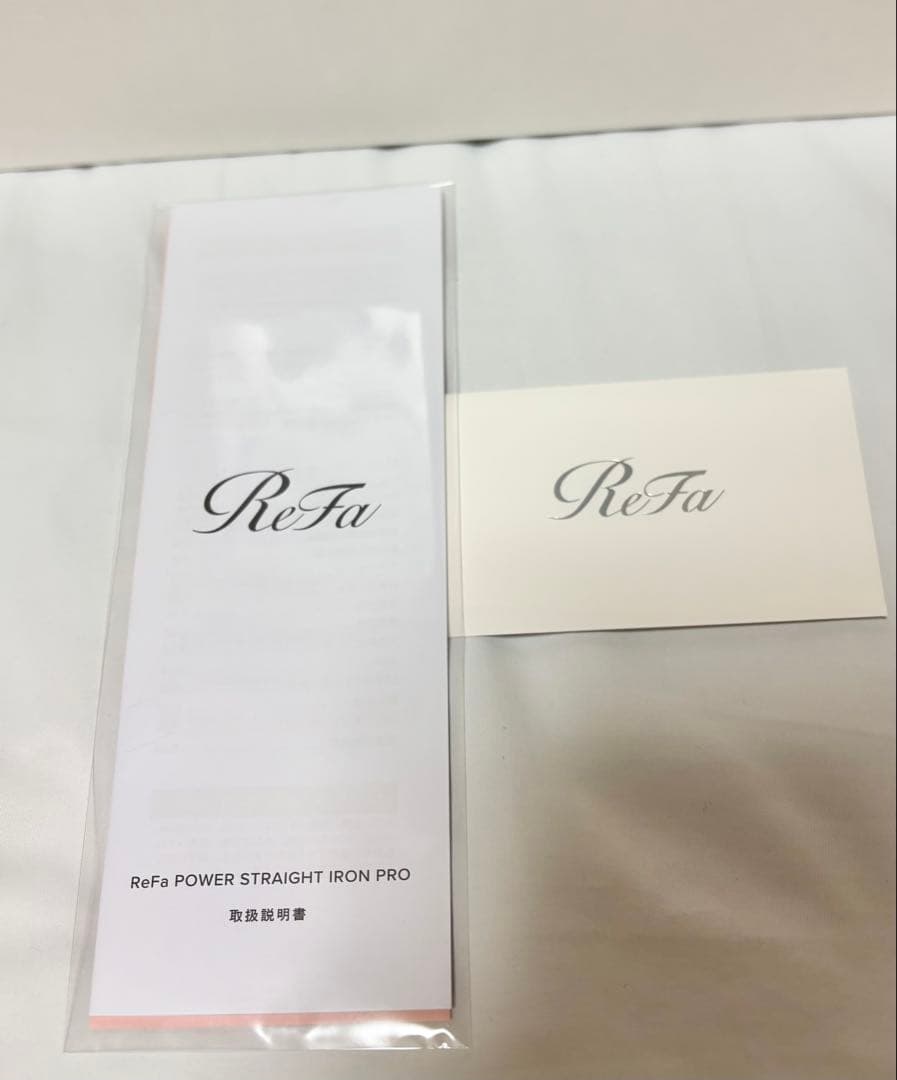 ReFa
ReFa
ReFa POWER STRAIGHT IRON PRO
取扱説明書